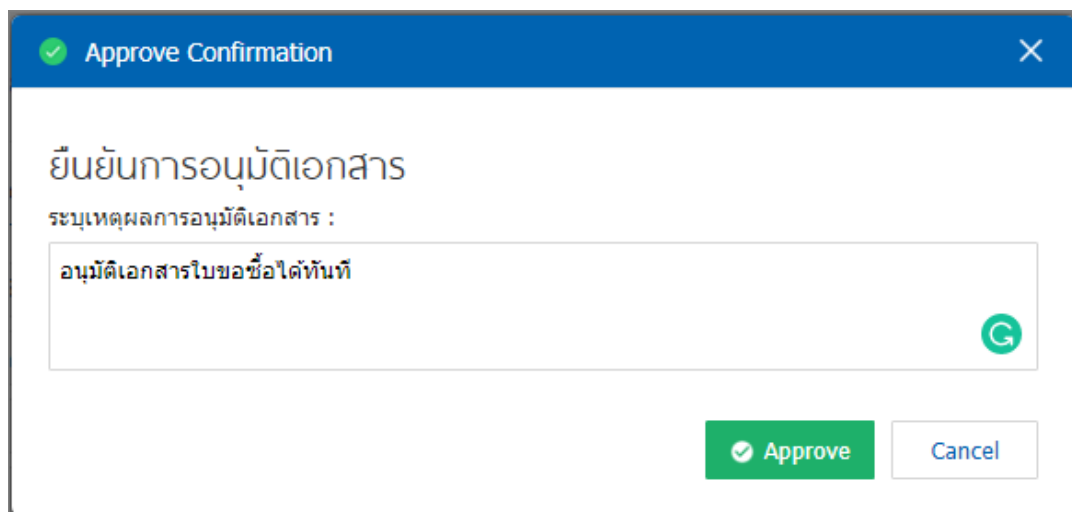 Approve Confirmation
ยืนยันการอนุมัติเอกสาร
ระบุเหตุผลการอนุมัติเอกสาร :
อนุมัติเอกสารใบขอซื้อได้ทันที
Approve Cancel